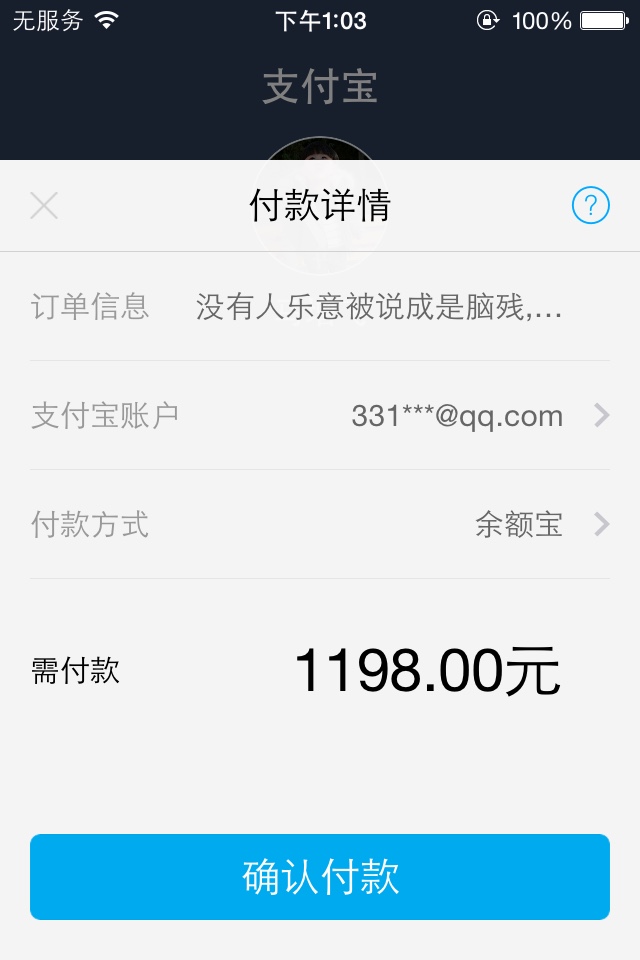 无服务 下午1:03 100%
支付宝
付款详情 ?
订单信息 没有人乐意被说成是脑残,...
支付宝账户 331***@qq.com
付款方式 余额宝
需付款 1198.00元
确认付款